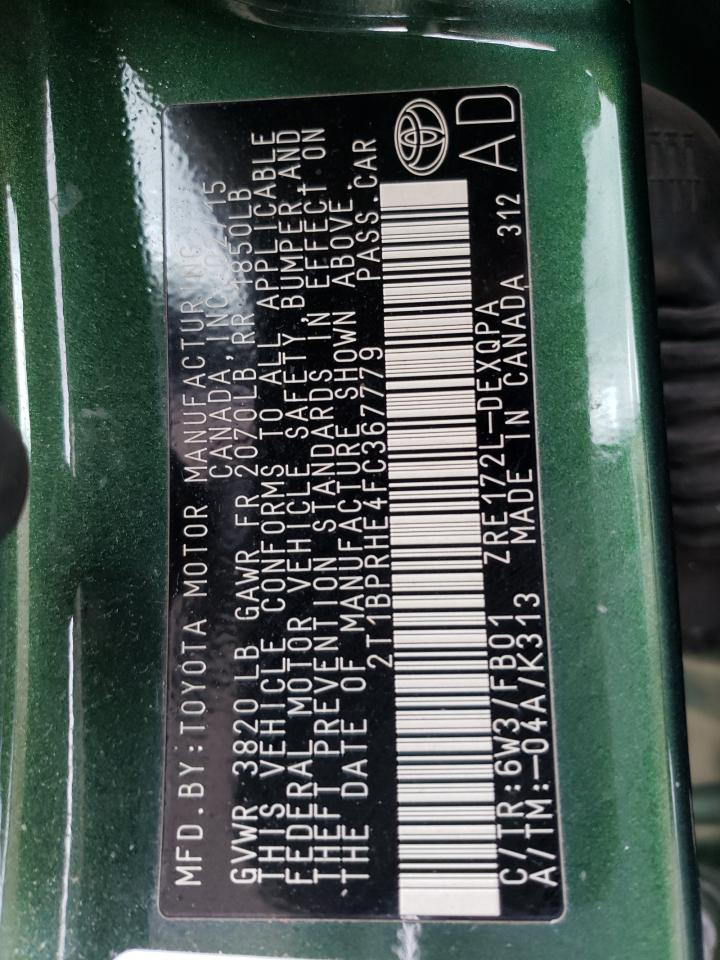 MFD.BY:TOYOTA MOTOR MANUFACTURING
CANADA,INC. 02/15
GVWR 3820 LB GAWR FR 2070LB RR 1850LB
THIS VEHICLE CONFORMS TO ALL APPLICABLE
FEDERAL MOTOR VEHICLE SAFETY, BUMPER, AND
THEFT PREVENTION STANDARDS IN EFFECT ON
THE DATE OF MANUFACTURE SHOWN ABOVE.
2T1BPRHE4FC367779 PASS.CAR
C/TR:6W3/FB01 ZRE172L-DEXQPA
A/TM:-04A/K313 MADE IN CANADA 312
AD